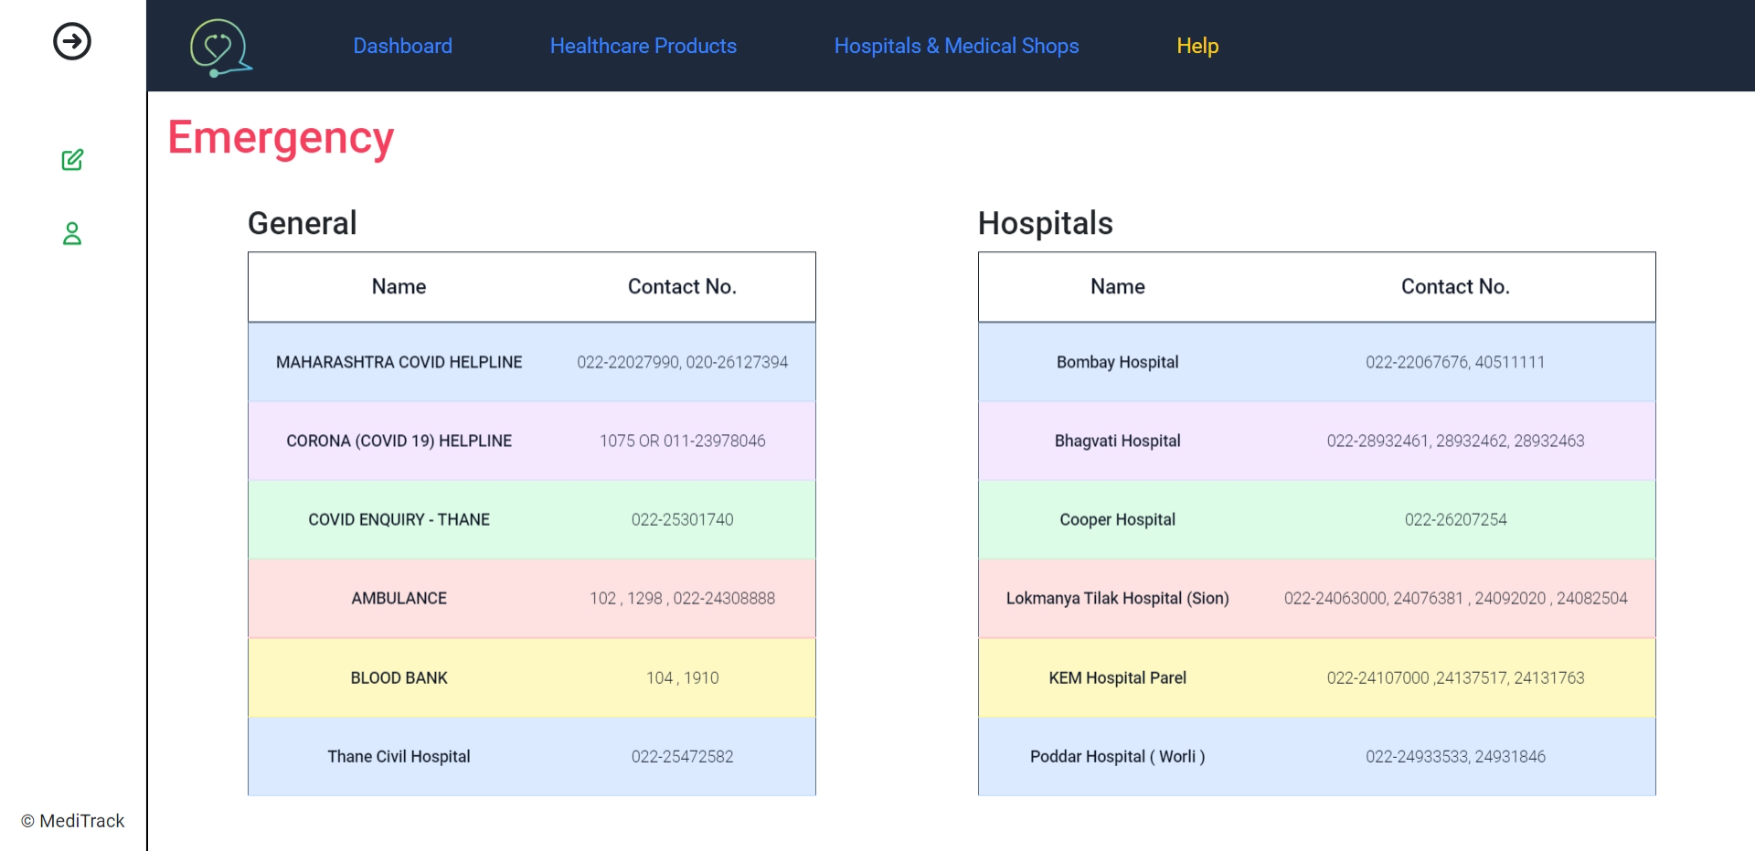 Dashboard Healthcare Products Hospitals & Medical Shops Help
Emergency
General
Name Contact No.
MAHARASHTRA COVID HELPLINE 022-22027990, 020-26127394
CORONA (COVID 19) HELPLINE 1075 OR 011-23978046
COVID ENQUIRY - THANE 022-25301740
AMBULANCE 102 , 1298 , 022-24308888
BLOOD BANK 104 , 1910
Thane Civil Hospital 022-25472582
Hospitals
Name Contact No.
Bombay Hospital 022-22067676, 40511111
Bhagvati Hospital 022-28932461, 28932462, 28932463
Cooper Hospital 022-26207254
Lokmanya Tilak Hospital (Sion) 022-24063000, 24076381 , 24092020 , 24082504
KEM Hospital Parel 022-24107000 ,24137517, 24131763
Poddar Hospital ( Worli ) 022-24933533, 24931846
© MediTrack